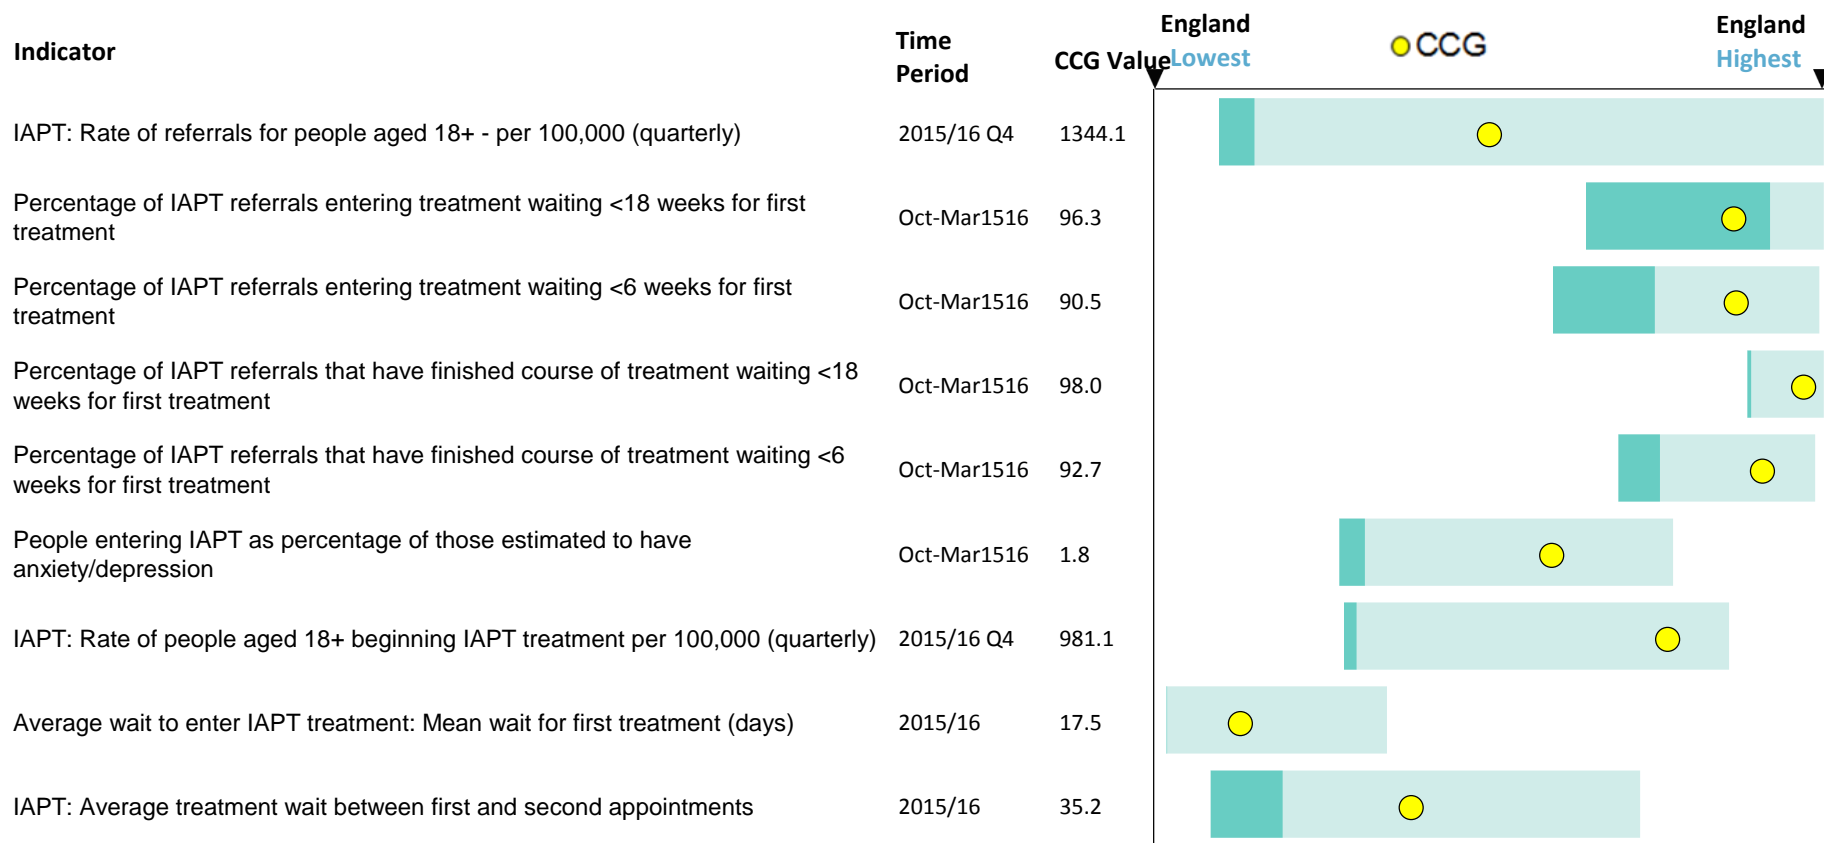 Indicator
Time
Period
CCG Value
England
Lowest
CCG
England
Highest
IAPT: Rate of referrals for people aged 18+ - per 100,000 (quarterly) 2015/16 Q4 1344.1
Percentage of IAPT referrals entering treatment waiting <18 weeks for first
treatment
Oct-Mar1516 96.3
Percentage of IAPT referrals entering treatment waiting <6 weeks for first
treatment
Oct-Mar1516 90.5
Percentage of IAPT referrals that have finished course of treatment waiting <18
weeks for first treatment
Oct-Mar1516 98.0
Percentage of IAPT referrals that have finished course of treatment waiting <6
weeks for first treatment
Oct-Mar1516 92.7
People entering IAPT as percentage of those estimated to have
anxiety/depression
Oct-Mar1516 1.8
IAPT: Rate of people aged 18+ beginning IAPT treatment per 100,000 (quarterly) 2015/16 Q4 981.1
Average wait to enter IAPT treatment: Mean wait for first treatment (days) 2015/16 17.5
IAPT: Average treatment wait between first and second appointments 2015/16 35.2